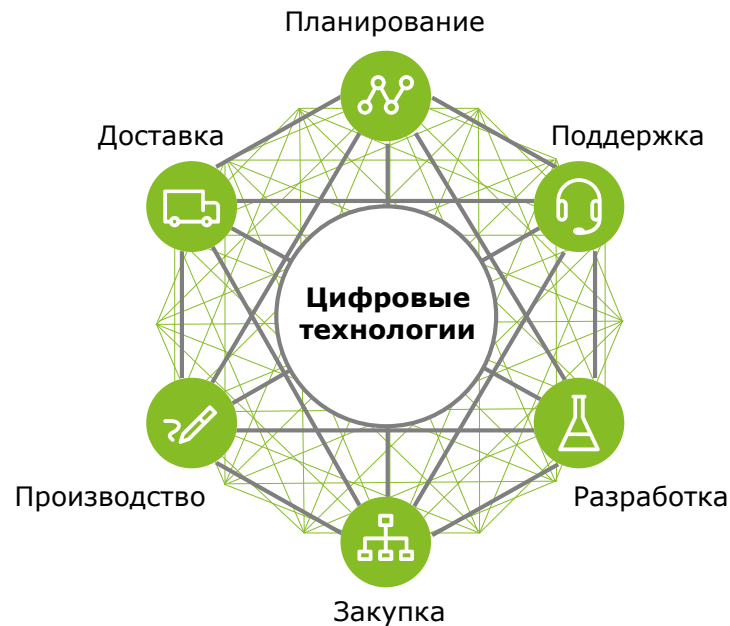 Планирование
Доставка
Поддержка
Цифровые
технологии
Производство
Разработка
Закупка